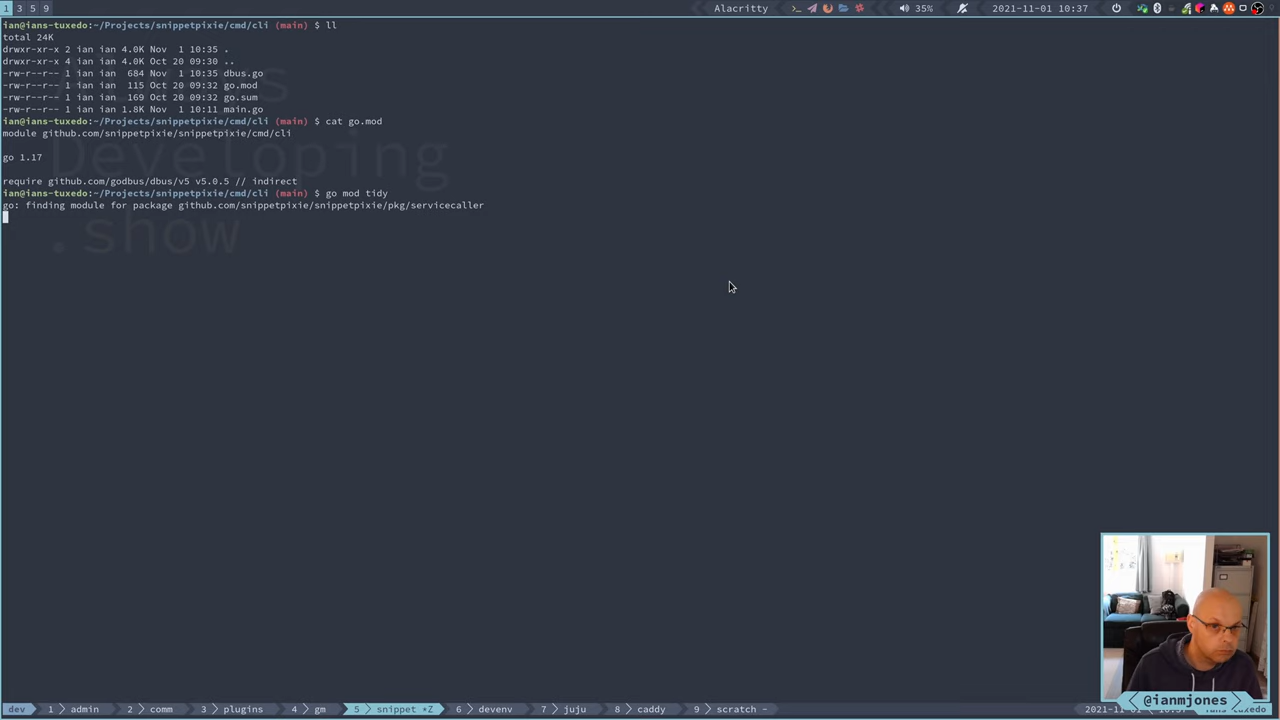 1 3 5 9 Alacritty 35% 2021-11-01 10:37
ian@ians-tuxedo:~/Projects/snippetpixie/cmd/cli (main) $ ll
total 24K
drwxr-xr-x 2 ian ian 4.0K Nov  1 10:35 .
drwxr-xr-x 4 ian ian 4.0K Oct 20 09:30 ..
-rw-r--r-- 1 ian ian  684 Nov  1 10:35 dbus.go
-rw-r--r-- 1 ian ian  115 Oct 20 09:32 go.mod
-rw-r--r-- 1 ian ian  169 Oct 20 09:32 go.sum
-rw-r--r-- 1 ian ian 1.8K Nov  1 10:11 main.go
ian@ians-tuxedo:~/Projects/snippetpixie/cmd/cli (main) $ cat go.mod
module github.com/snippetpixie/snippetpixie/cmd/cli
go 1.17
require github.com/godbus/dbus/v5 v5.0.5 // indirect
ian@ians-tuxedo:~/Projects/snippetpixie/cmd/cli (main) $ go mod tidy
go: finding module for package github.com/snippetpixie/snippetpixie/pkg/servicecaller
Developing
.show
@ianmjones
dev 1 admin 2 comm 3 plugins 4 gm 5 snippet *Z 6 devenv 7 juju 8 caddy 9 scratch -